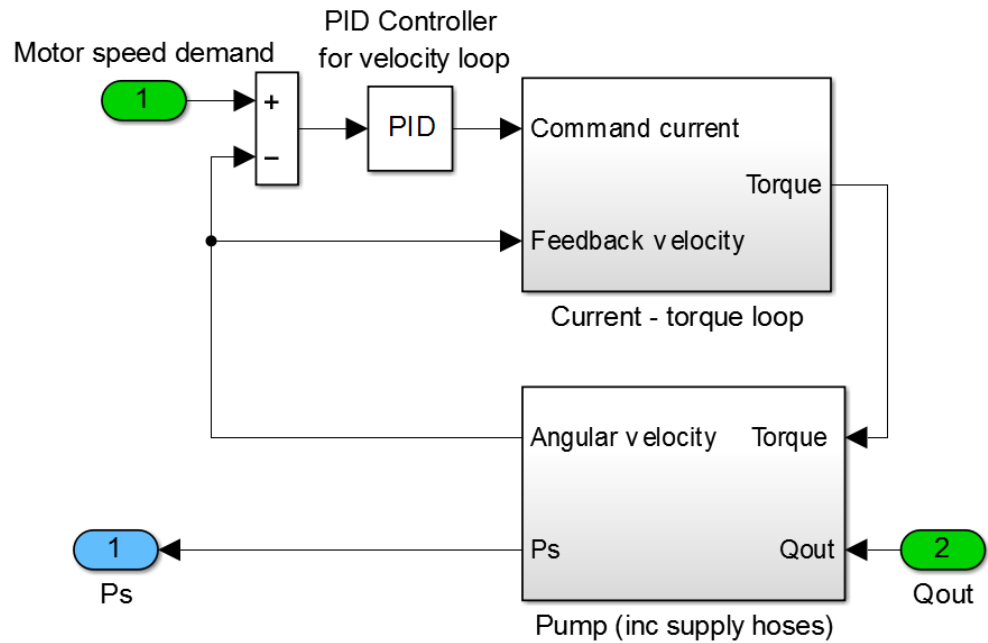 PID Controller
for velocity loop
Motor speed demand
1
+
−
PID
Command current
Torque
Feedback velocity
Current - torque loop
Angular velocity
Torque
1
Ps
Ps
Qout
2
Qout
Pump (inc supply hoses)